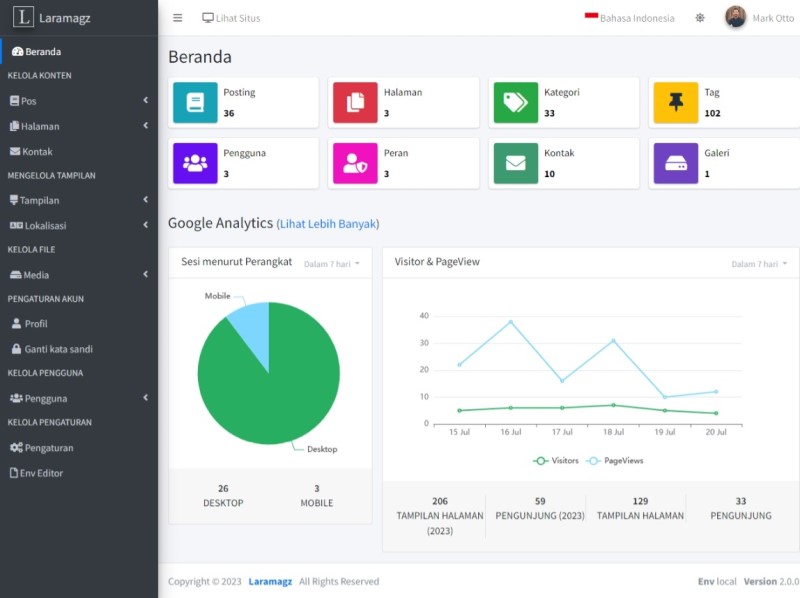 L Laramagz
Lihat Situs
Bahasa Indonesia
Mark Otto
Beranda
KELOLA KONTEN
Pos
Halaman
Kontak
MENGELOLA TAMPILAN
Tampilan
Lokalisasi
KELOLA FILE
Media
PENGATURAN AKUN
Profil
Ganti kata sandi
KELOLA PENGGUNA
Pengguna
KELOLA PENGATURAN
Pengaturan
Env Editor
Beranda
Posting
36
Halaman
3
Kategori
33
Tag
102
Pengguna
3
Peran
3
Kontak
10
Galeri
1
Google Analytics (Lihat Lebih Banyak)
Sesi menurut Perangkat
Dalam 7 hari
Mobile
Desktop
26
DESKTOP
3
MOBILE
Visitor & PageView
Dalam 7 hari
40
30
20
10
0
15 Jul 16 Jul 17 Jul 18 Jul 19 Jul 20 Jul
Visitors PageViews
206
TAMPILAN HALAMAN
(2023)
59
PENGUNJUNG (2023)
129
TAMPILAN HALAMAN
33
PENGUNJUNG
Copyright © 2023 Laramagz All Rights Reserved
Env local Version 2.0.0